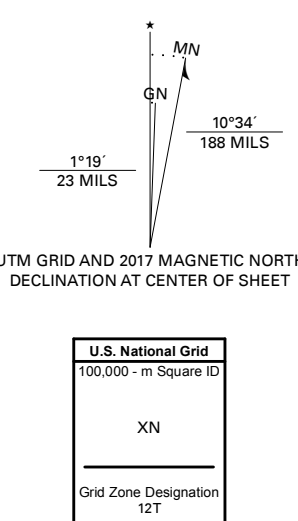 ★
MN
GN
10°34´
188 MILS
1°19´
23 MILS
UTM GRID AND 2017 MAGNETIC NORTH
DECLINATION AT CENTER OF SHEET
U.S. National Grid
100,000 - m Square ID
XN
Grid Zone Designation
12T